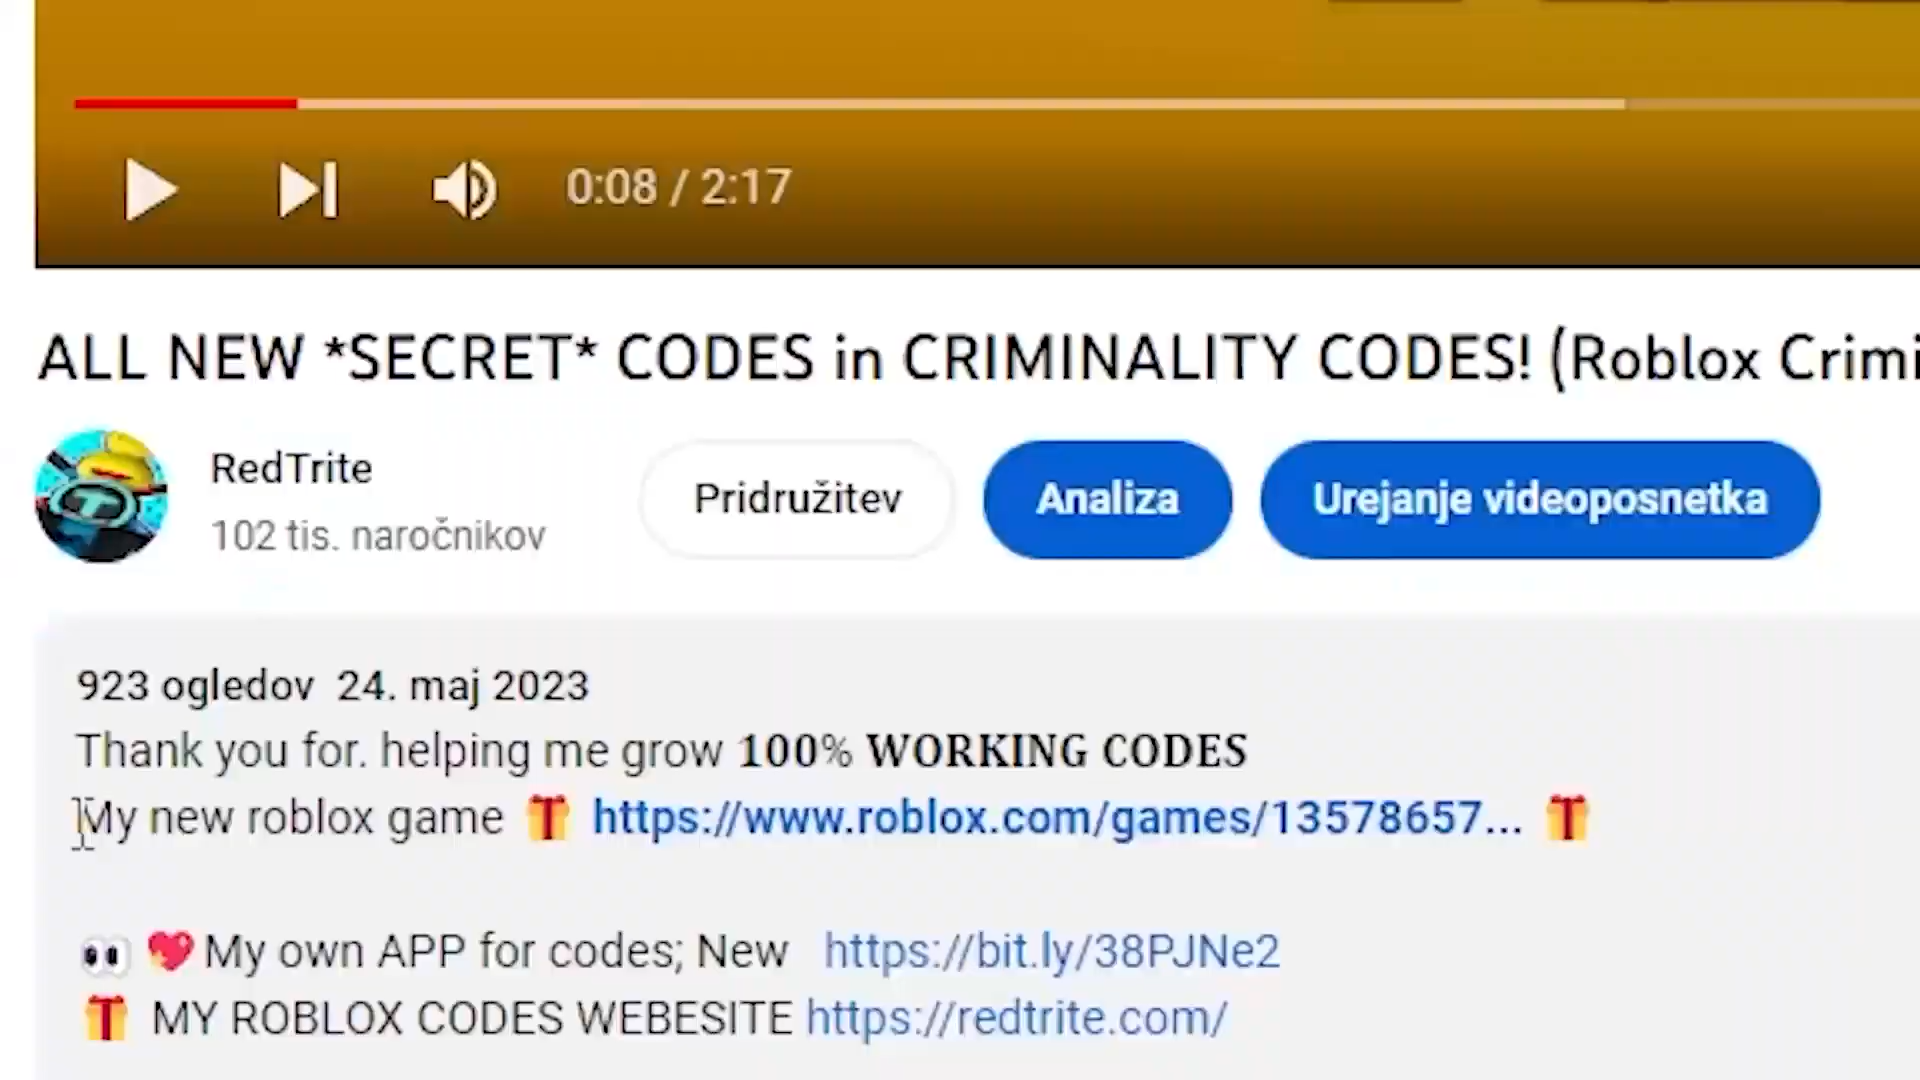 0:08 / 2:17
ALL NEW *SECRET* CODES in CRIMINALITY CODES! (Roblox Crimi
RedTrite
102 tis. naročnikov
Pridružitev
Analiza
Urejanje videoposnetka
923 ogledov 24. maj 2023
Thank you for. helping me grow 100% WORKING CODES
My new roblox game 🎁 https://www.roblox.com/games/13578657... 🎁
👀 💖 My own APP for codes; New https://bit.ly/38PJNe2
🎁 MY ROBLOX CODES WEBESITE https://redtrite.com/